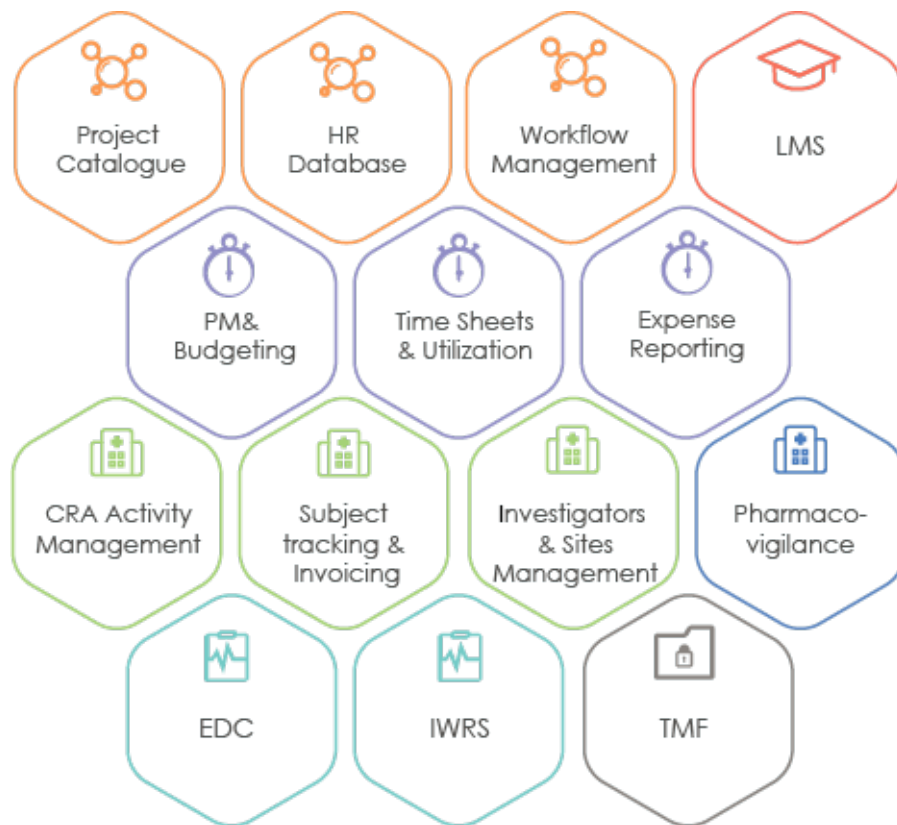 Project
Catalogue
HR
Database
Workflow
Management
LMS
PM&
Budgeting
Time Sheets
& Utilization
Expense
Reporting
CRA Activity
Management
Subject
tracking &
Invoicing
Investigators
& Sites
Management
Pharmaco-
vigilance
EDC
IWRS
TMF